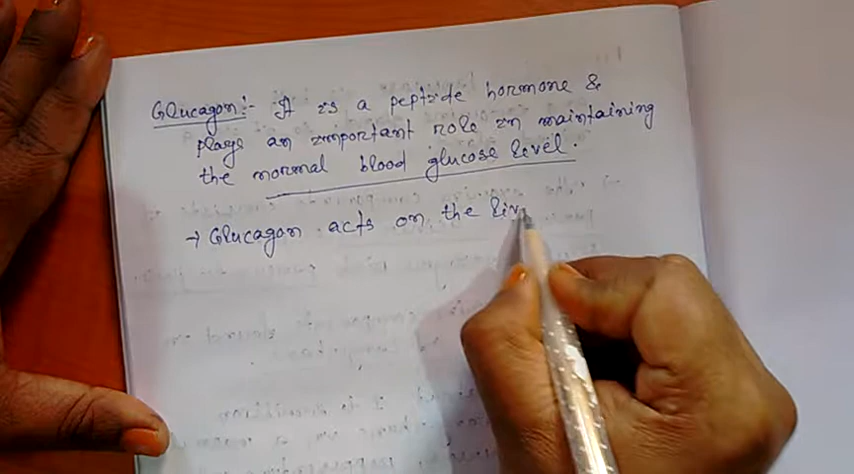 Glucagon:- It is a peptide hormone &
plays an important role in maintaining
the normal blood glucose level.
→ Glucagon acts on the liv